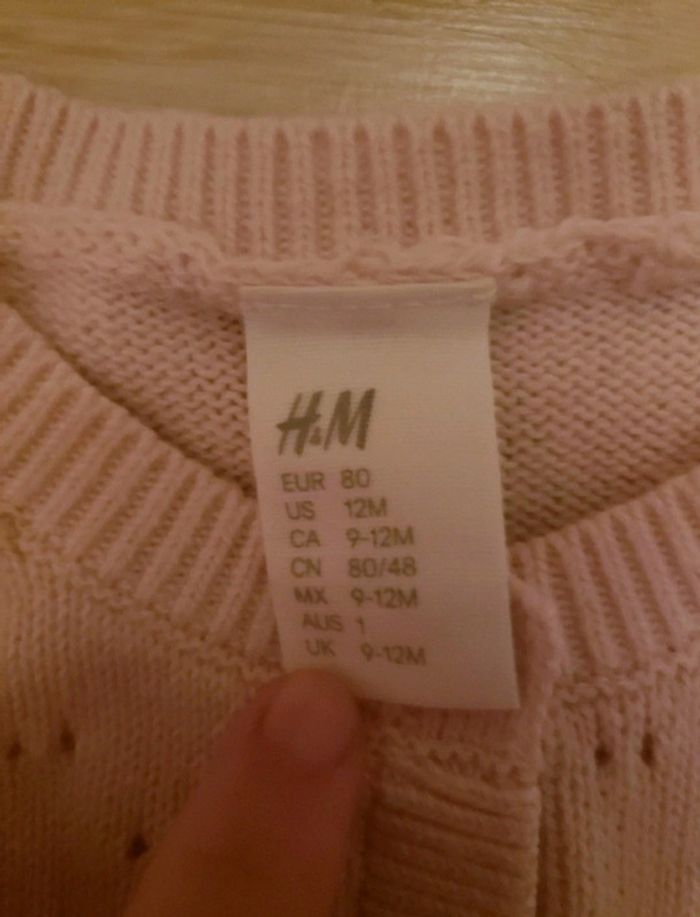 H&M
EUR 80
US 12M
CA 9-12M
CN 80/48
MX 9-12M
AUS 1
UK 9-12M